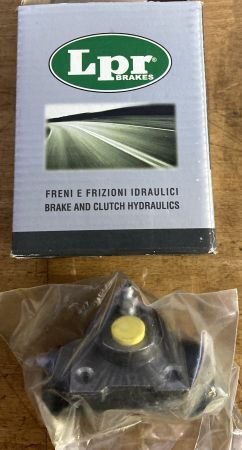 Lpr®
BRAKES
FRENI E FRIZIONI IDRAULICI
BRAKE AND CLUTCH HYDRAULICS